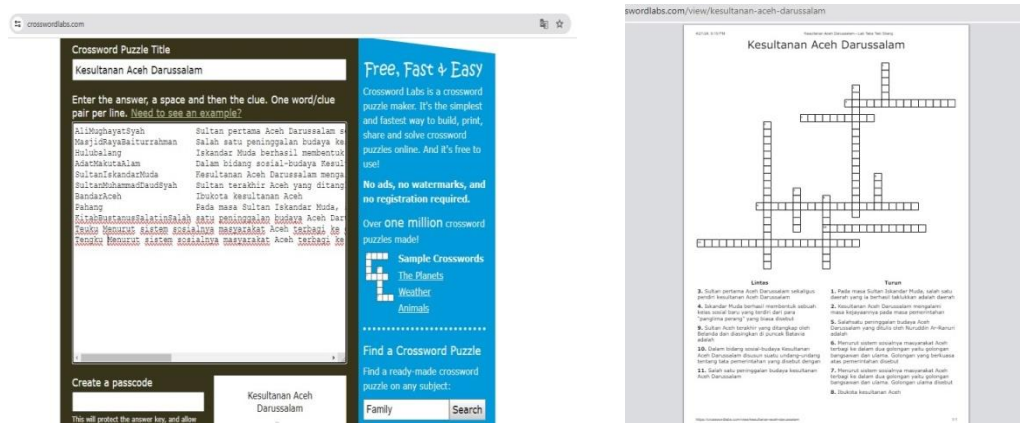 crosswordlabs.com
Crossword Puzzle Title
Kesultanan Aceh Darussalam
Enter the answer, a space and then the clue. One word/clue
pair per line. Need to see an example?
AliMughayatSyah Sultan pertama Aceh Darussalam
MasjidRayaBaiturrahman Salah satu peninggalan budaya
Hulubalang Iskandar Muda berhasil membentuk
AdatMakutaAlam Dalam bidang sosial-budaya
SultanIskandarMuda Kesultanan Aceh Darussalam
SultanMuhammadDaudSyah Sultan terakhir Aceh yang
BandarAceh Ibukota kesultanan Aceh
Pahang Pada masa Sultan Iskandar Muda,
KitabBustanusSalatinSalah satu peninggalan budaya Aceh
Teuku Menurut sistem sosialnya masyarakat Aceh terbagi ke
Tengku Menurut sistem sosialnya masyarakat Aceh terbagi ke
Create a passcode
This will protect the answer key, and allow
Kesultanan Aceh
Darussalam
Free, Fast & Easy
Crossword Labs is a crossword
puzzle maker. It's the simplest
and fastest way to build, print,
share and solve crossword
puzzles online. And it's free to
use!
No ads, no watermarks, and
no registration required.
Over one million crossword
puzzles made!
Sample Crosswords
The Planets
Weather
Animals
Find a Crossword Puzzle
Find a ready-made crossword
puzzle on any subject:
Family Search
swordlabs.com/view/kesultanan-aceh-darussalam
Kesultanan Aceh Darussalam
Lintas
3. Sultan pertama Aceh Darussalam sekaligus
pendiri kesultanan Aceh Darussalam
4. Iskandar Muda berhasil membentuk sebuah
kelas sosial baru yang terdiri dari para
"panglima perang" yang biasa disebut
9. Sultan Aceh terakhir yang ditangkap oleh
Belanda dan diasingkan di puncak Batavia
adalah
10. Dalam bidang sosial-budaya Kesultanan
Aceh Darussalam disusun suatu undang-undang
tentang tata pemerintahan yang disebut dengan
11. Salah satu peninggalan budaya kesultanan
Aceh Darussalam
Turun
1. Pada masa Sultan Iskandar Muda, salah satu
daerah yang ia berhasil taklukkan adalah daerah
2. Kesultanan Aceh Darussalam mengalami
masa kejayaannya pada masa pemerintahan
5. Salahsatu peninggalan budaya Aceh
Darussalam yang ditulis oleh Nuruddin Ar-Raniri
adalah
6. Menurut sistem sosialnya masyarakat Aceh
terbagi ke dalam dua golongan yaitu golongan
bangsawan dan ulama. Golongan yang berkuasa
atas pemerintahan disebut
7. Menurut sistem sosialnya masyarakat Aceh
terbagi ke dalam dua golongan yaitu golongan
bangsawan dan ulama. Golongan ulama disebut
8. Ibukota kesultanan Aceh